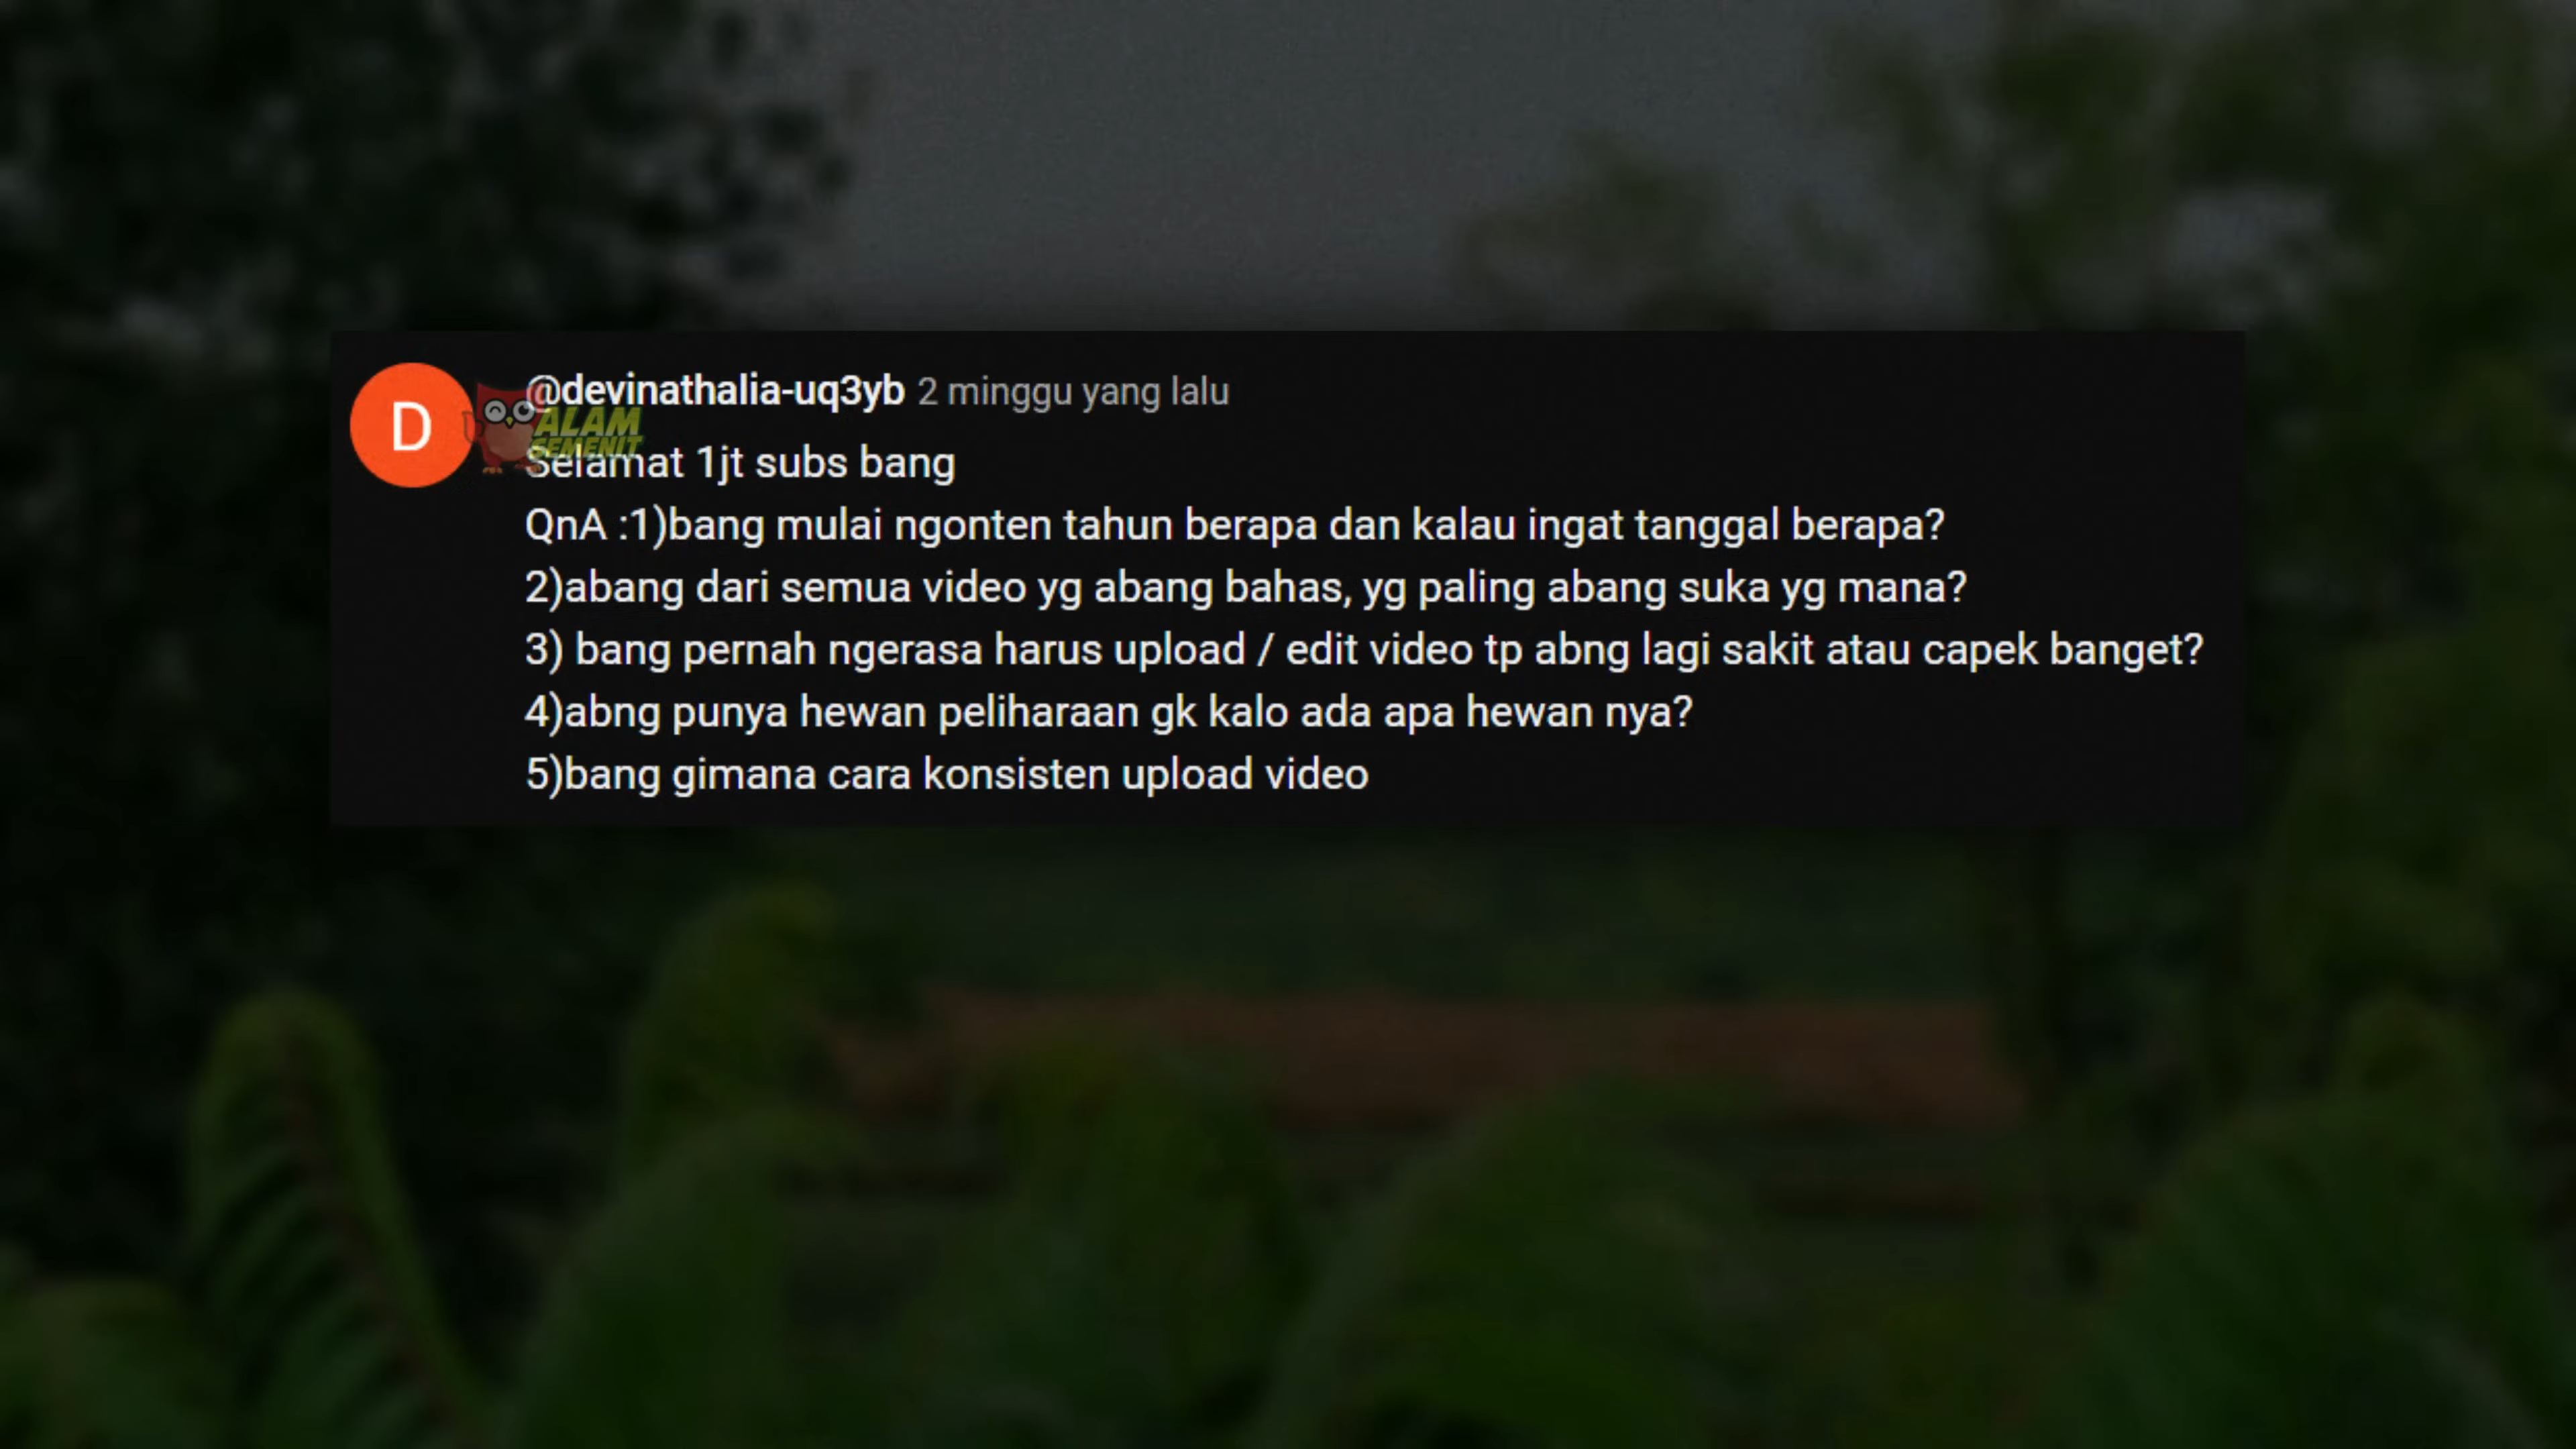 D
@devinathalia-uq3yb 2 minggu yang lalu
ALAM
SEMENIT
Selamat 1jt subs bang
QnA :1)bang mulai ngonten tahun berapa dan kalau ingat tanggal berapa?
2)abang dari semua video yg abang bahas, yg paling abang suka yg mana?
3) bang pernah ngerasa harus upload / edit video tp abng lagi sakit atau capek banget?
4)abng punya hewan peliharaan gk kalo ada apa hewan nya?
5)bang gimana cara konsisten upload video